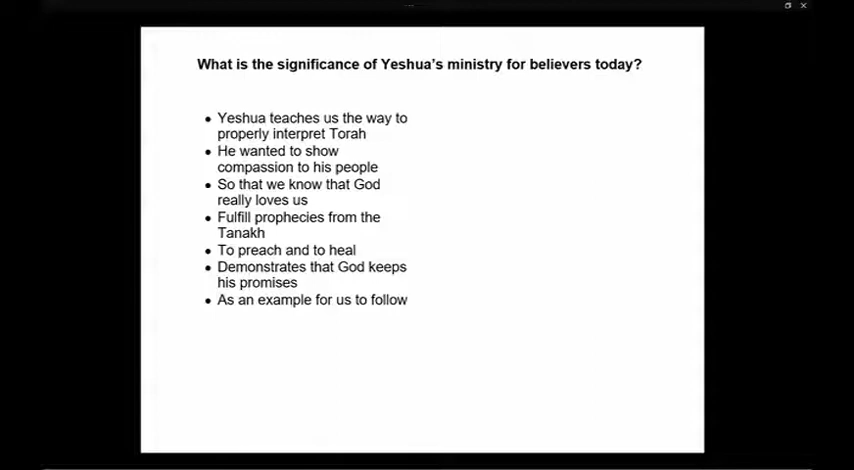 What is the significance of Yeshua's ministry for believers today?
• Yeshua teaches us the way to
properly interpret Torah
• He wanted to show
compassion to his people
• So that we know that God
really loves us
• Fulfill prophecies from the
Tanakh
• To preach and to heal
• Demonstrates that God keeps
his promises
• As an example for us to follow